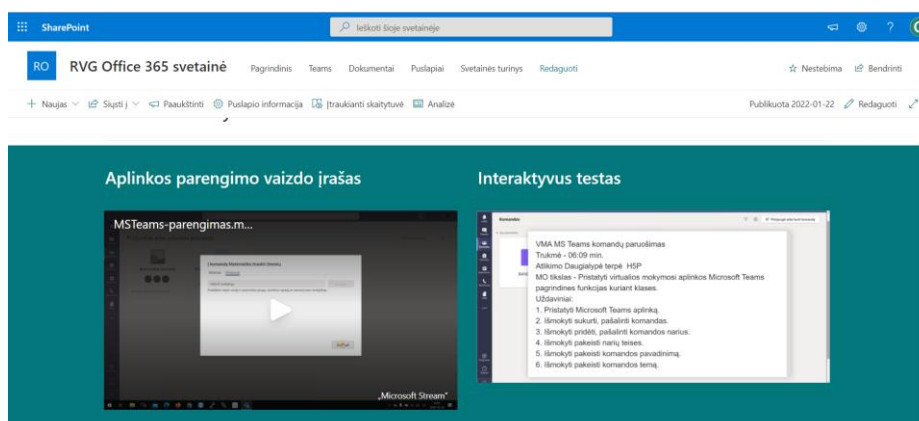 SharePoint
Ieškoti šioje svetainėje
RO
RVG Office 365 svetainė
Pagrindinis
Teams
Dokumentai
Puslapiai
Svetainės turinys
Redaguoti
Nestebima
Bendrinti
Naujas
Siųsti į
Paaukštinti
Puslapio informacija
Įtraukianti skaitytuvė
Analizė
Publikuota 2022-01-22
Redaguoti
Aplinkos parengimo vaizdo įrašas
Interaktyvus testas
MSTeams-parengimas.m...
„Microsoft Stream“
Komandos
VMA MS Teams komandų paruošimas
Trukmė - 06:09 min.
Atlikimo Daugialypė terpė H5P
MO tikslas - Pristatyti virtualios mokymosi aplinkos Microsoft Teams
pagrindines funkcijas kuriant klases.
Uždaviniai:
1. Pristatyti Microsoft Teams aplinką.
2. Išmokyti sukurti, pašalinti komandas.
3. Išmokyti pridėti, pašalinti komandos narius.
4. Išmokyti pakeisti narių teises.
5. Išmokyti pakeisti komandos pavadinimą.
6. Išmokyti pakeisti komandos temą.